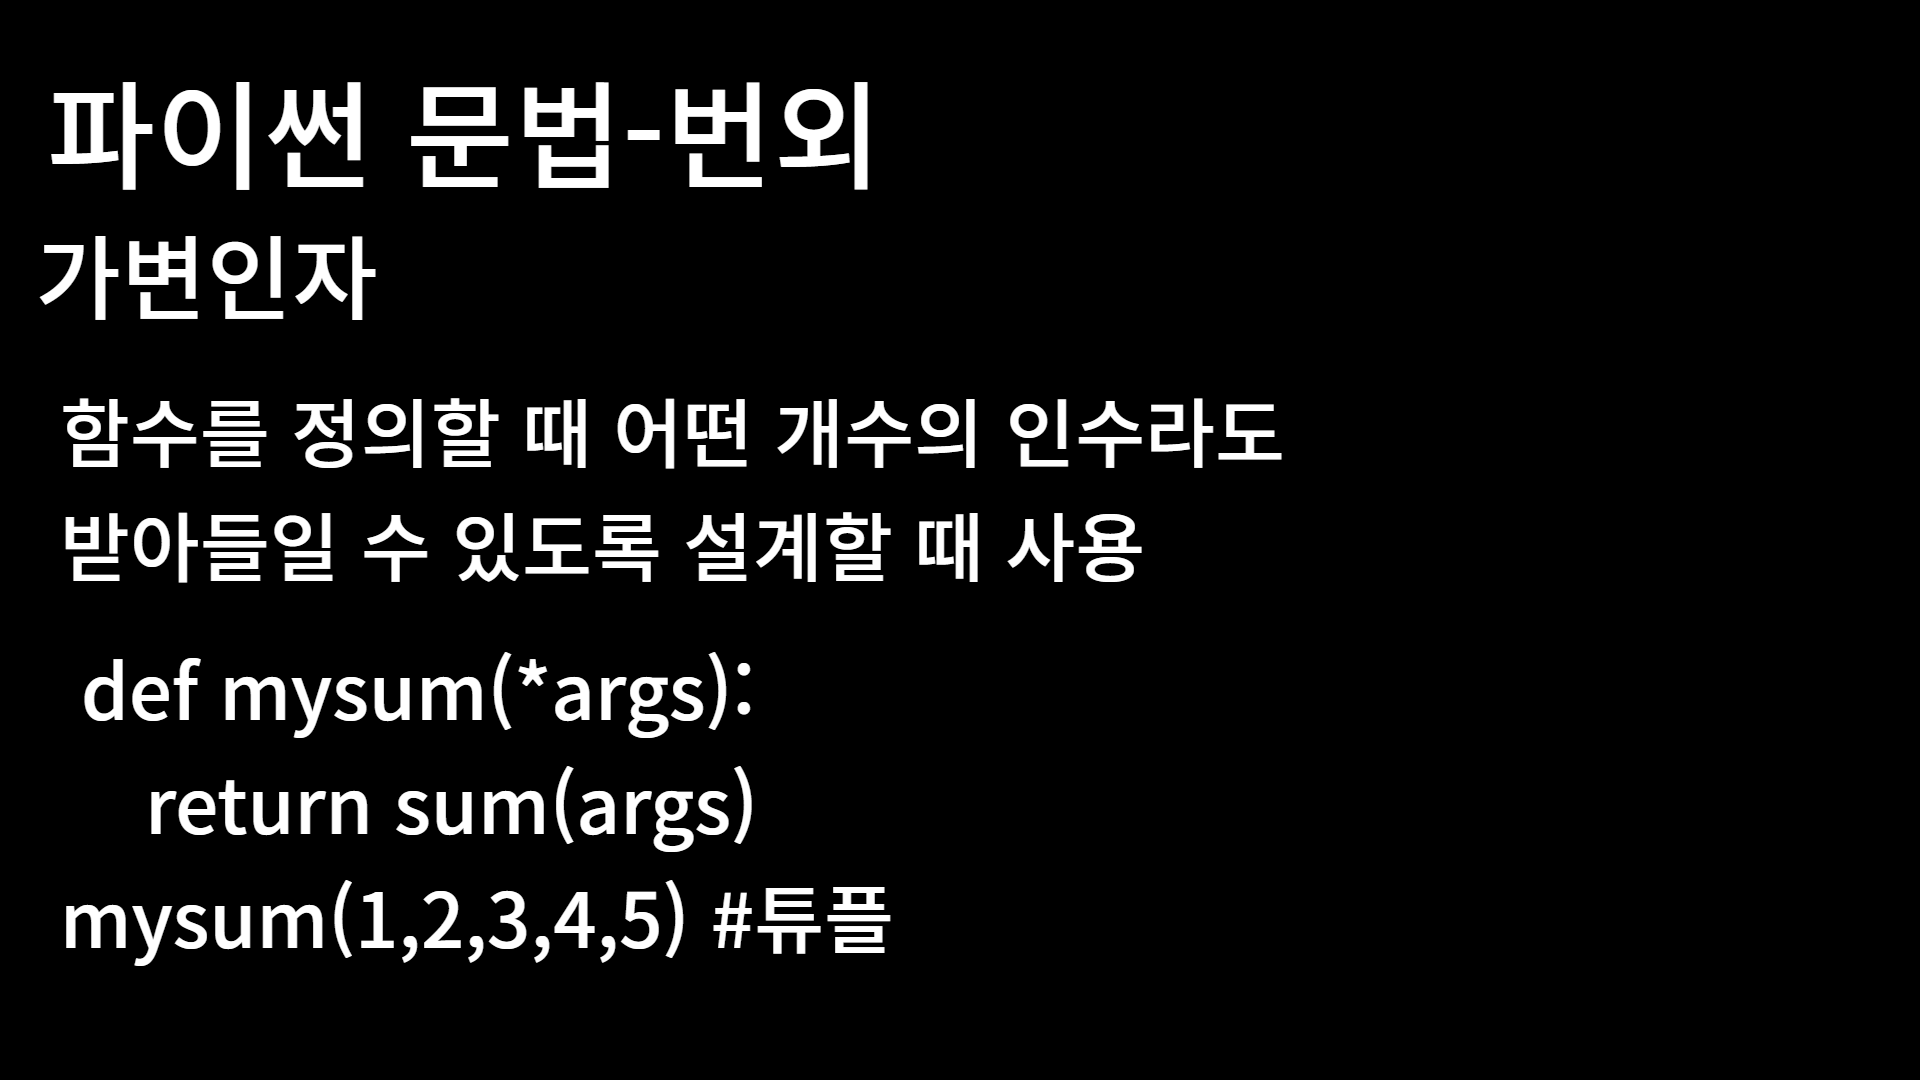 파이썬 문법-번외
가변인자
함수를 정의할 때 어떤 개수의 인수라도
받아들일 수 있도록 설계할 때 사용
def mysum(*args):
return sum(args)
mysum(1,2,3,4,5) #튜플